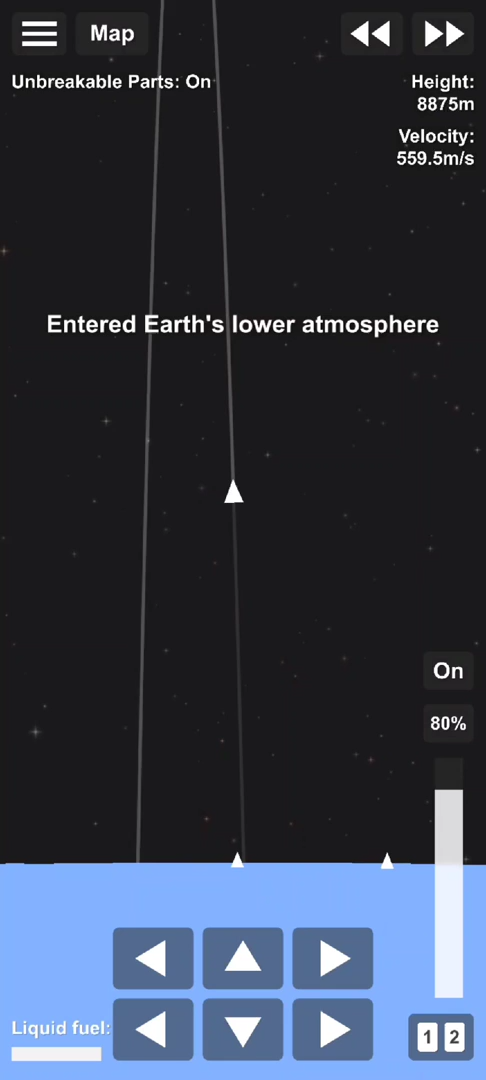 Map
Unbreakable Parts: On
Height:
8875m
Velocity:
559.5m/s
Entered Earth's lower atmosphere
On
80%
Liquid fuel:
1 2